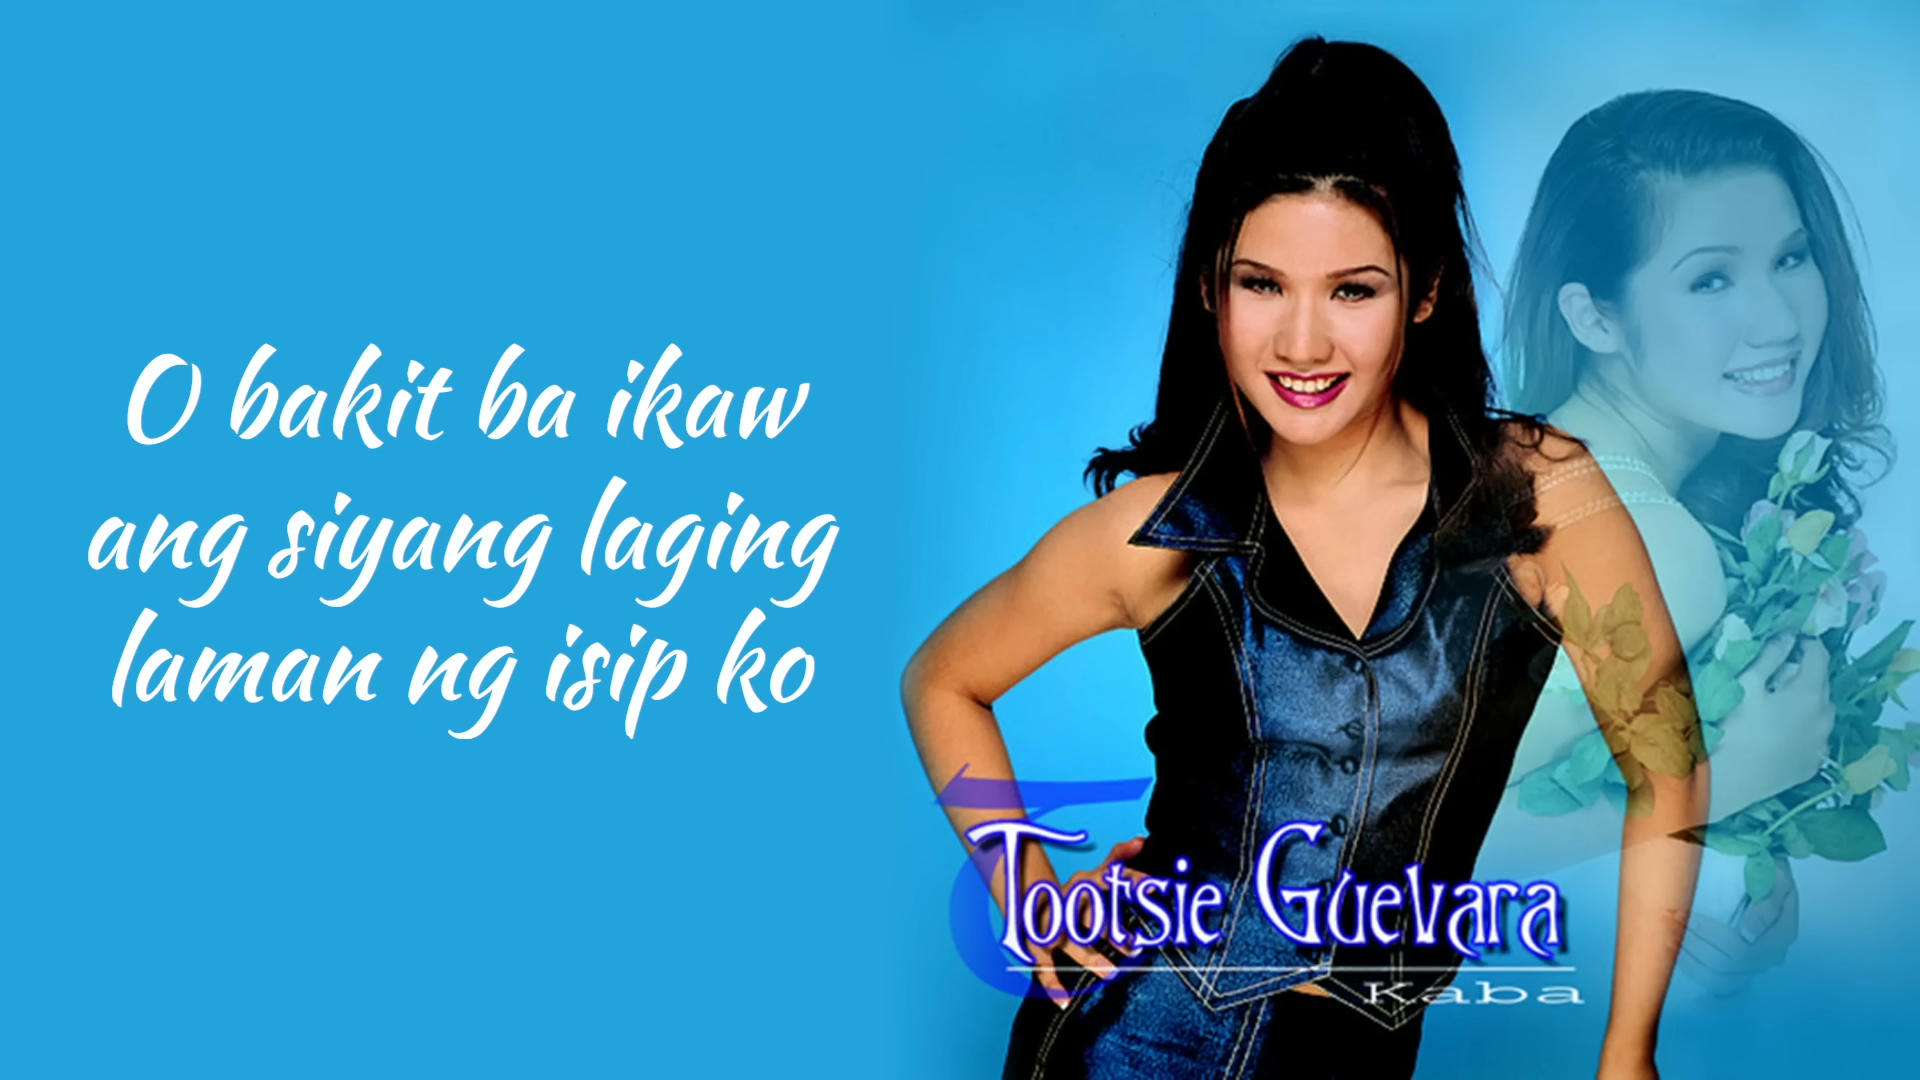 O bakit ba ikaw
ang siyang laging
laman ng isip ko
Tootsie Guevara
Kaba